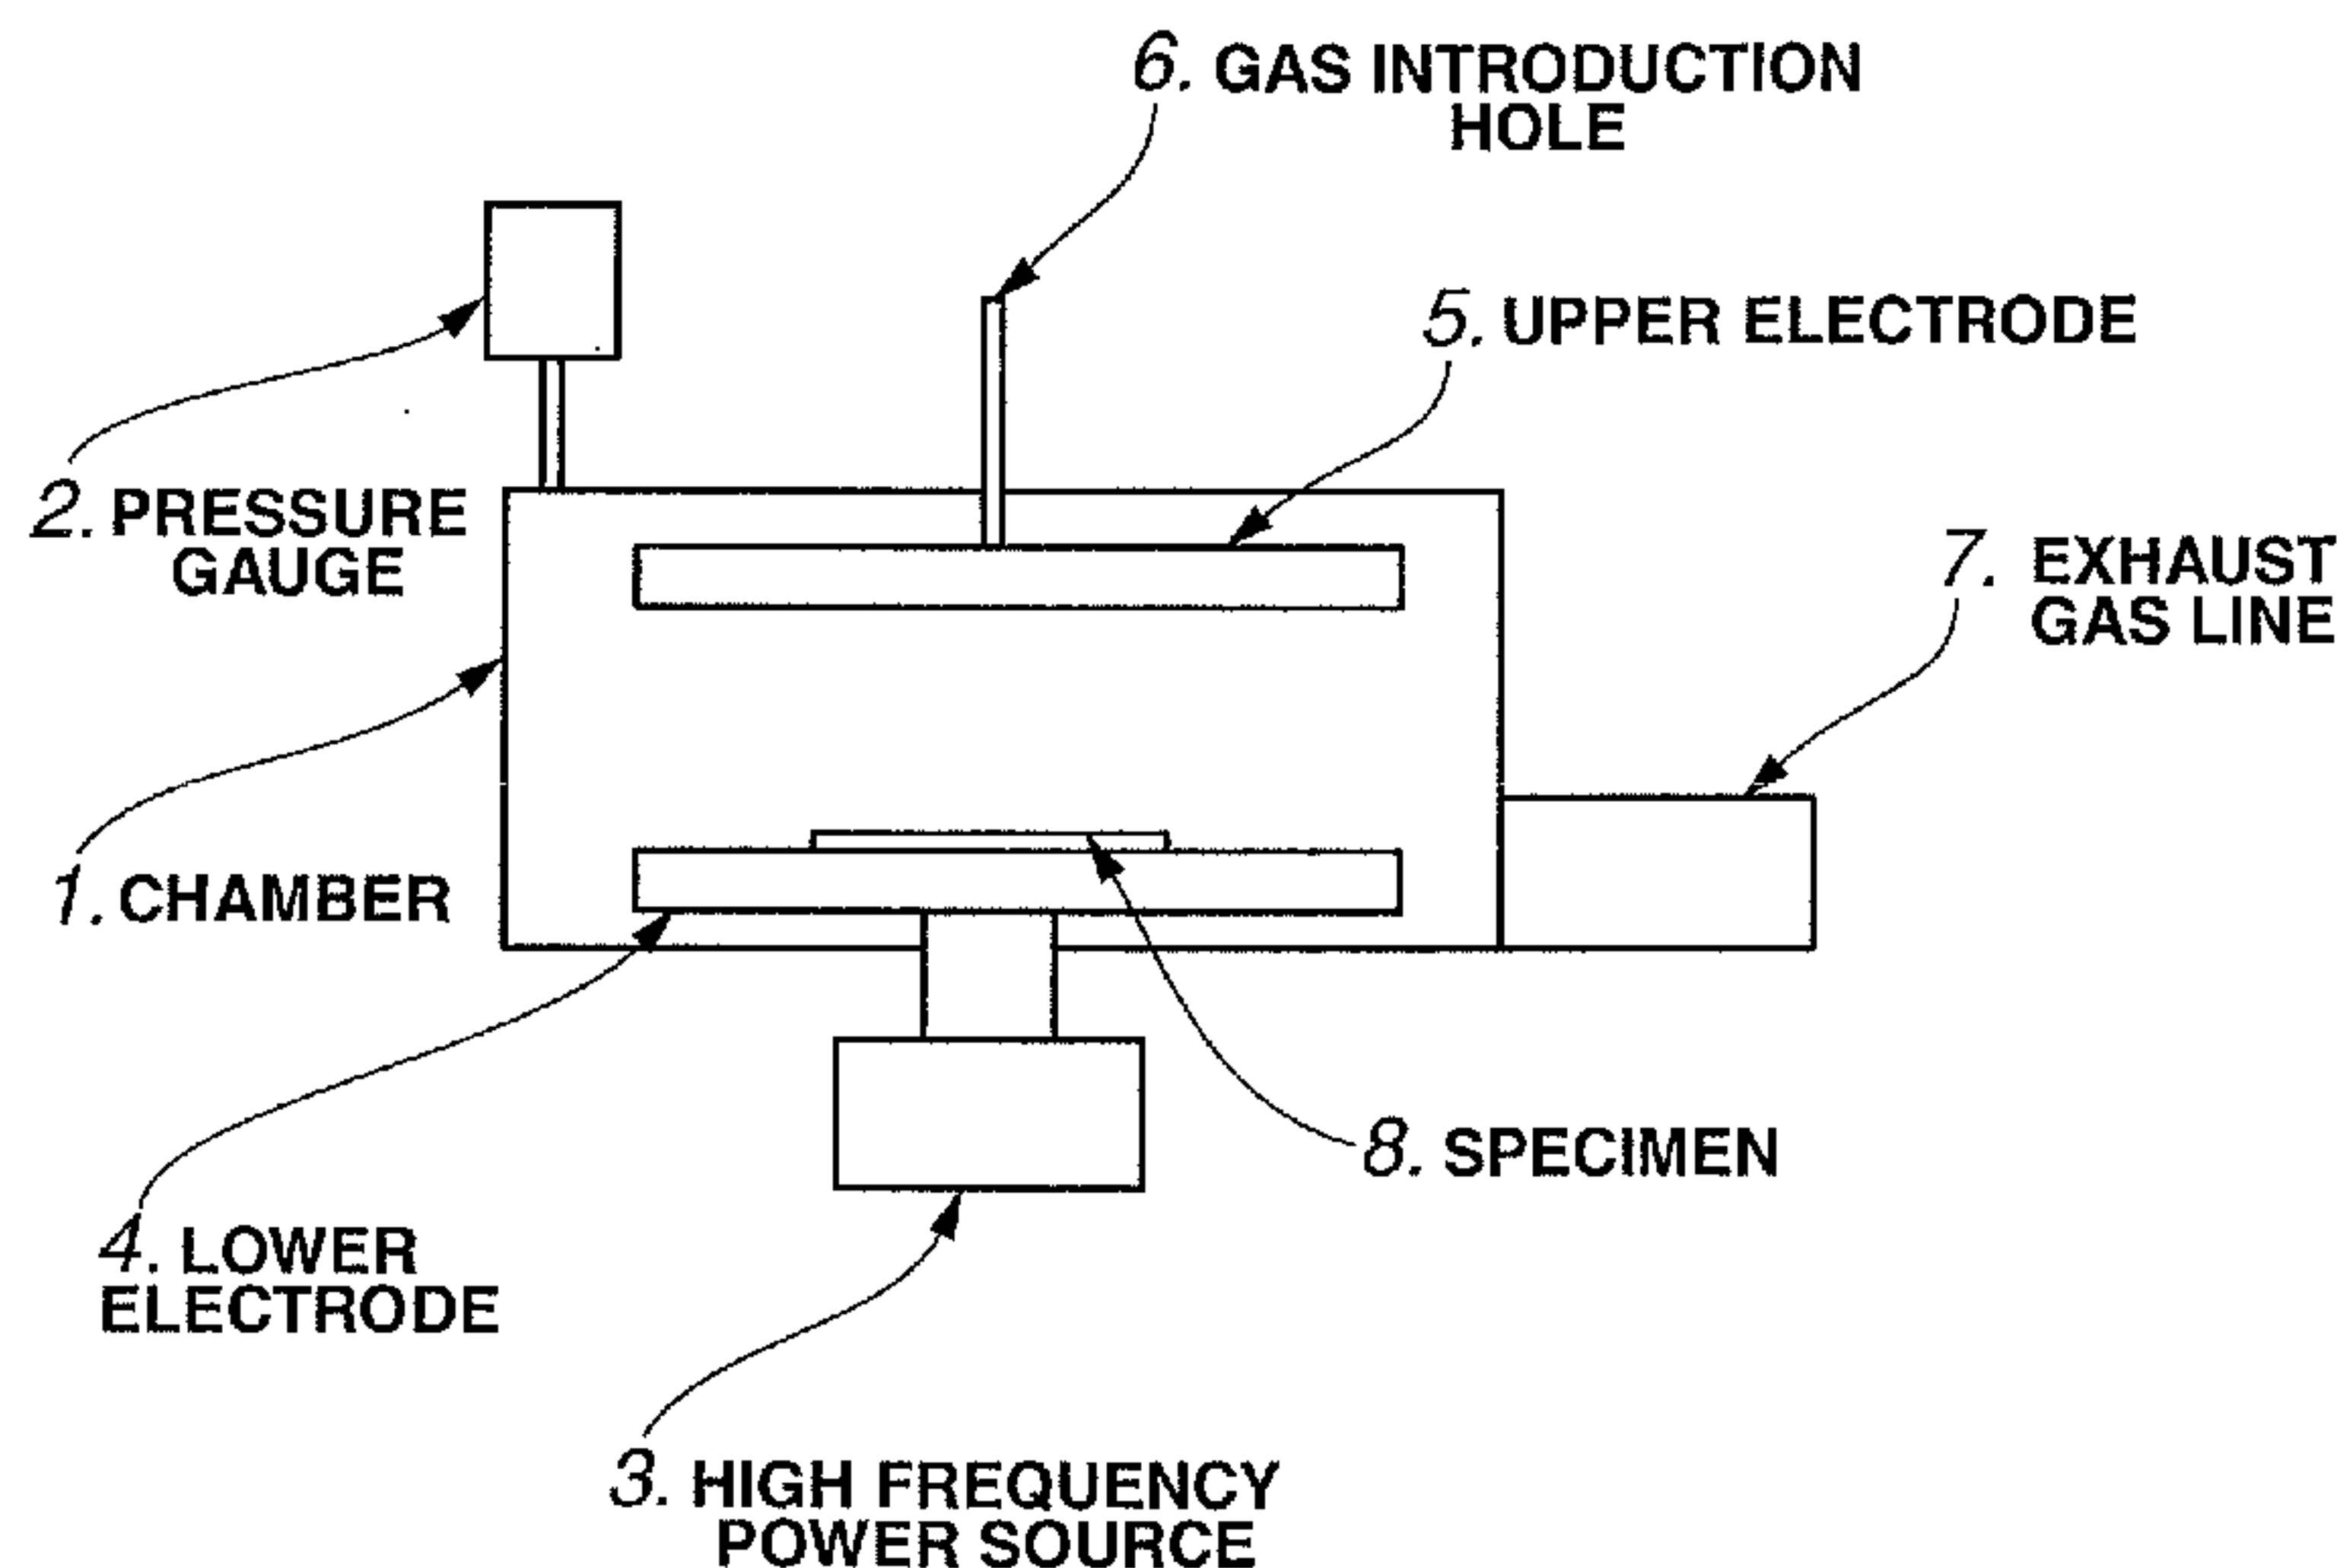 6. GAS INTRODUCTION
HOLE
5. UPPER ELECTRODE
2. PRESSURE
GAUGE
7. EXHAUST
GAS LINE
1. CHAMBER
8. SPECIMEN
4. LOWER
ELECTRODE
3. HIGH FREQUENCY
POWER SOURCE